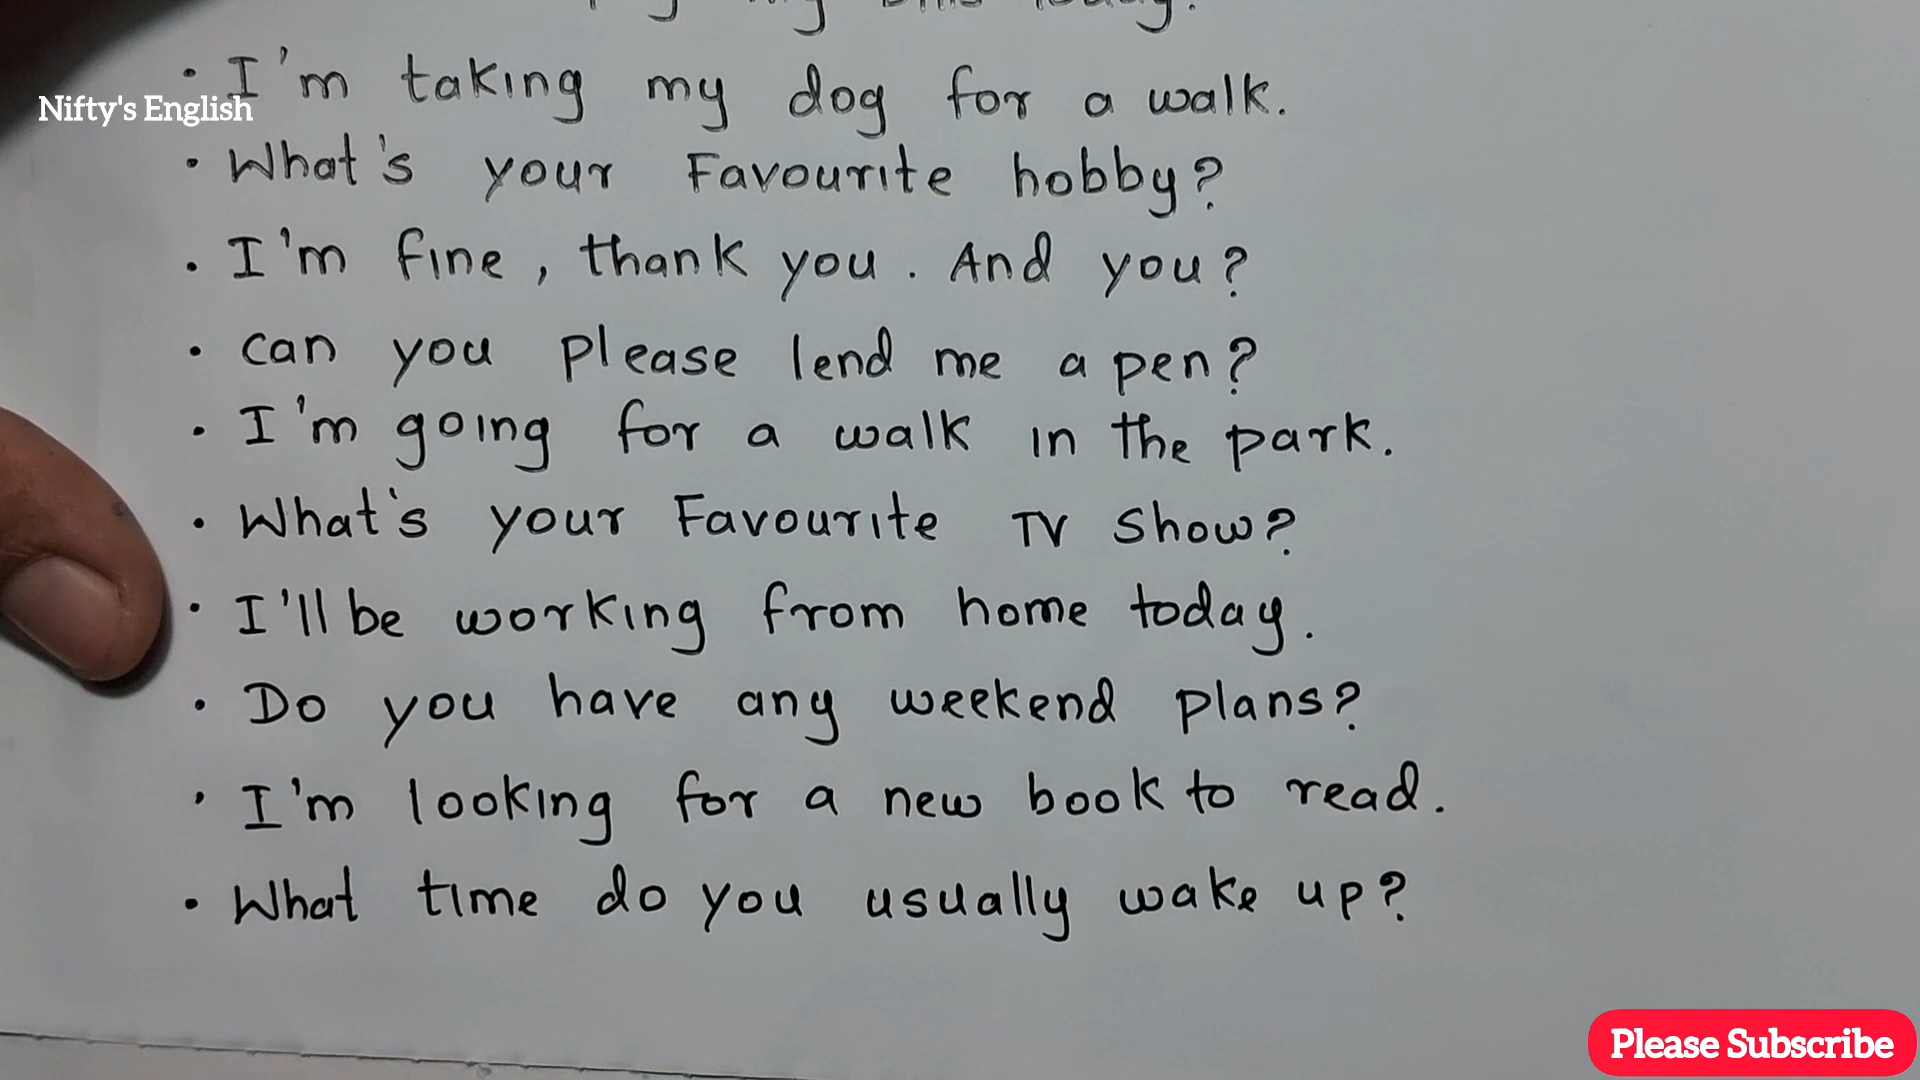 my bills today.
• I'm taking my dog for a walk.
Nifty's English
• What's your Favourite hobby?
• I'm fine, thank you. And you?
• can you please lend me a pen?
• I'm going for a walk in the park.
• What's your Favourite TV Show?
• I'll be working from home today.
• Do you have any weekend plans?
• I'm looking for a new book to read.
• What time do you usually wake up?
Please Subscribe